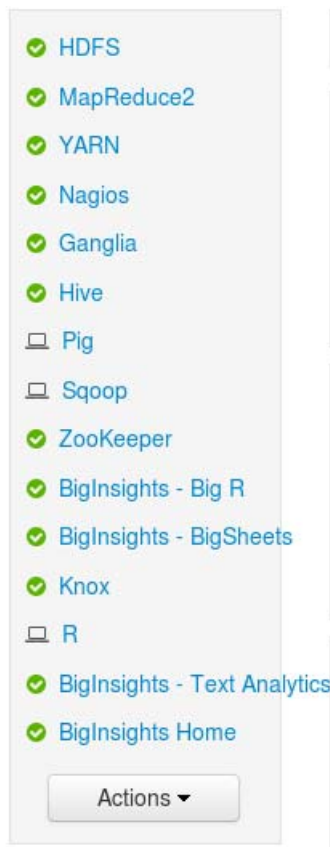 HDFS
MapReduce2
YARN
Nagios
Ganglia
Hive
Pig
Sqoop
ZooKeeper
BigInsights - Big R
BigInsights - BigSheets
Knox
R
BigInsights - Text Analytics
BigInsights Home
Actions